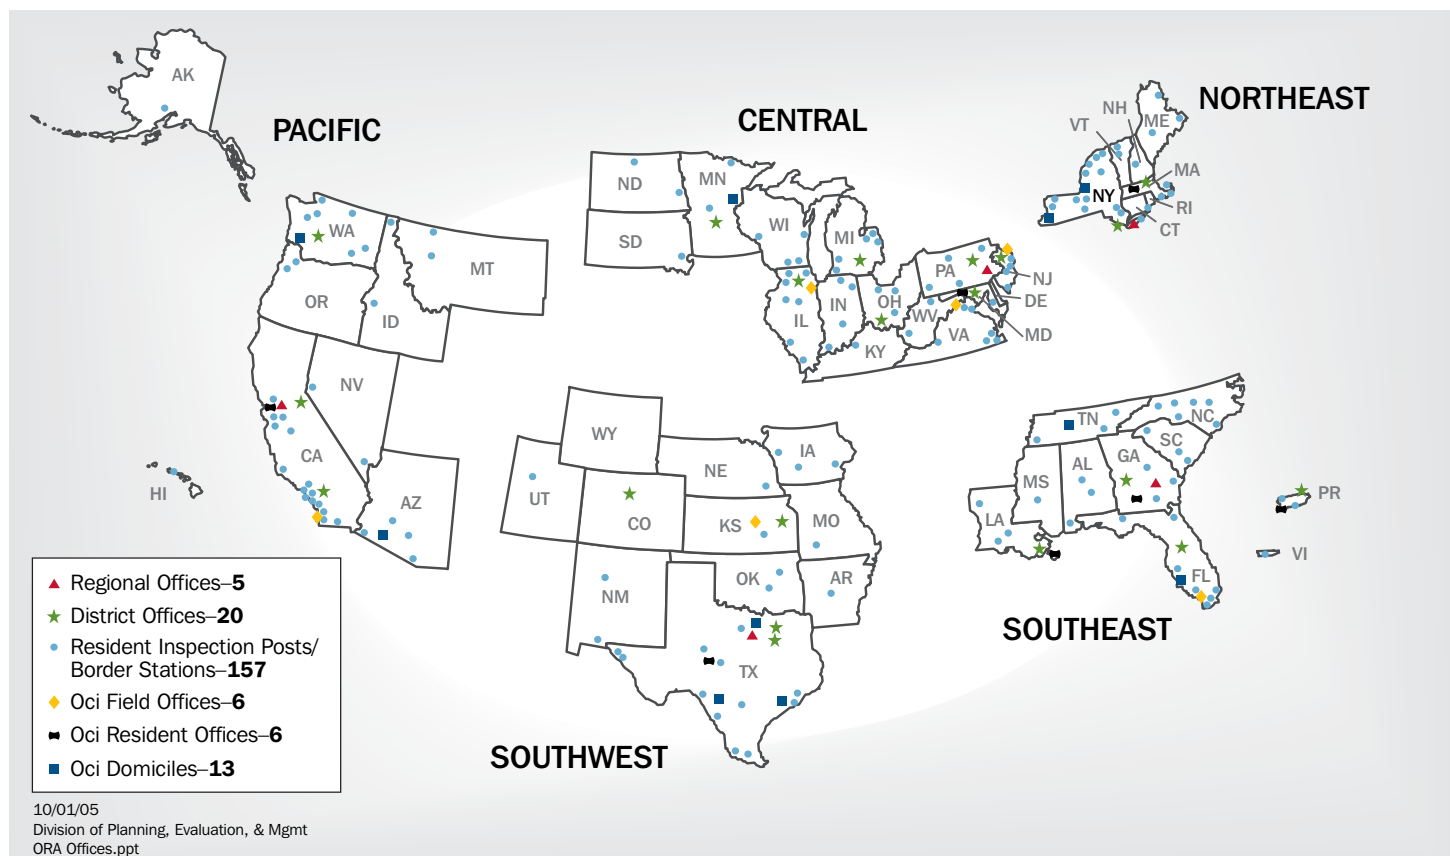 AK
PACIFIC
CENTRAL
NORTHEAST
NH
ME
VT
MA
NY
RI
CT
WA
MT
OR
ID
NV
CA
AZ
HI
ND
MN
SD
WI
MI
IL
IN
OH
PA
NJ
DE
MD
WV
VA
KY
WY
UT
CO
NE
IA
KS
MO
NM
OK
AR
TX
SOUTHWEST
TN
NC
SC
MS
AL
GA
LA
FL
PR
VI
SOUTHEAST
Regional Offices–5
District Offices–20
Resident Inspection Posts/
Border Stations–157
Oci Field Offices–6
Oci Resident Offices–6
Oci Domiciles–13
10/01/05
Division of Planning, Evaluation, & Mgmt
ORA Offices.ppt